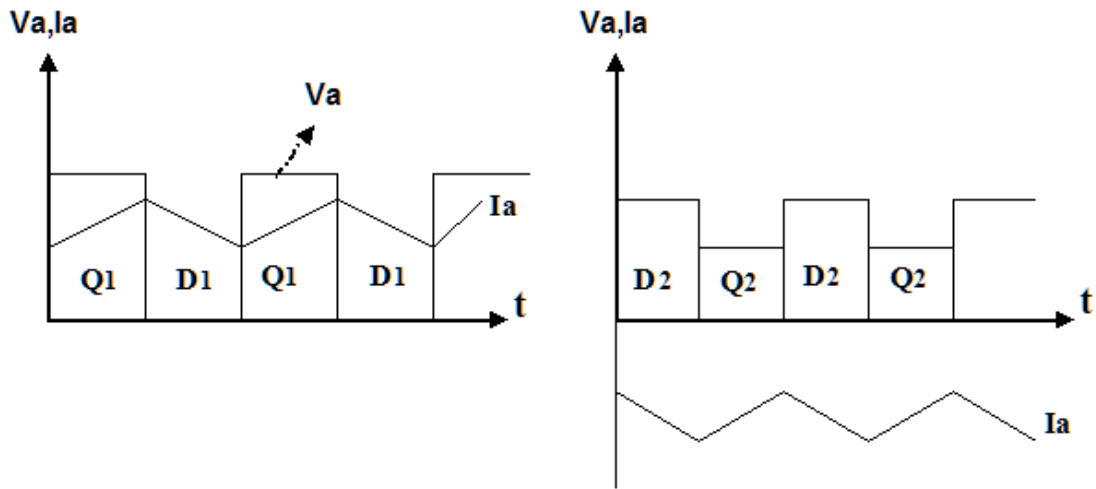 Va,Ia
Va
Ia
Q1 D1 Q1 D1
t
Va,Ia
D2 Q2 D2 Q2
t
Ia